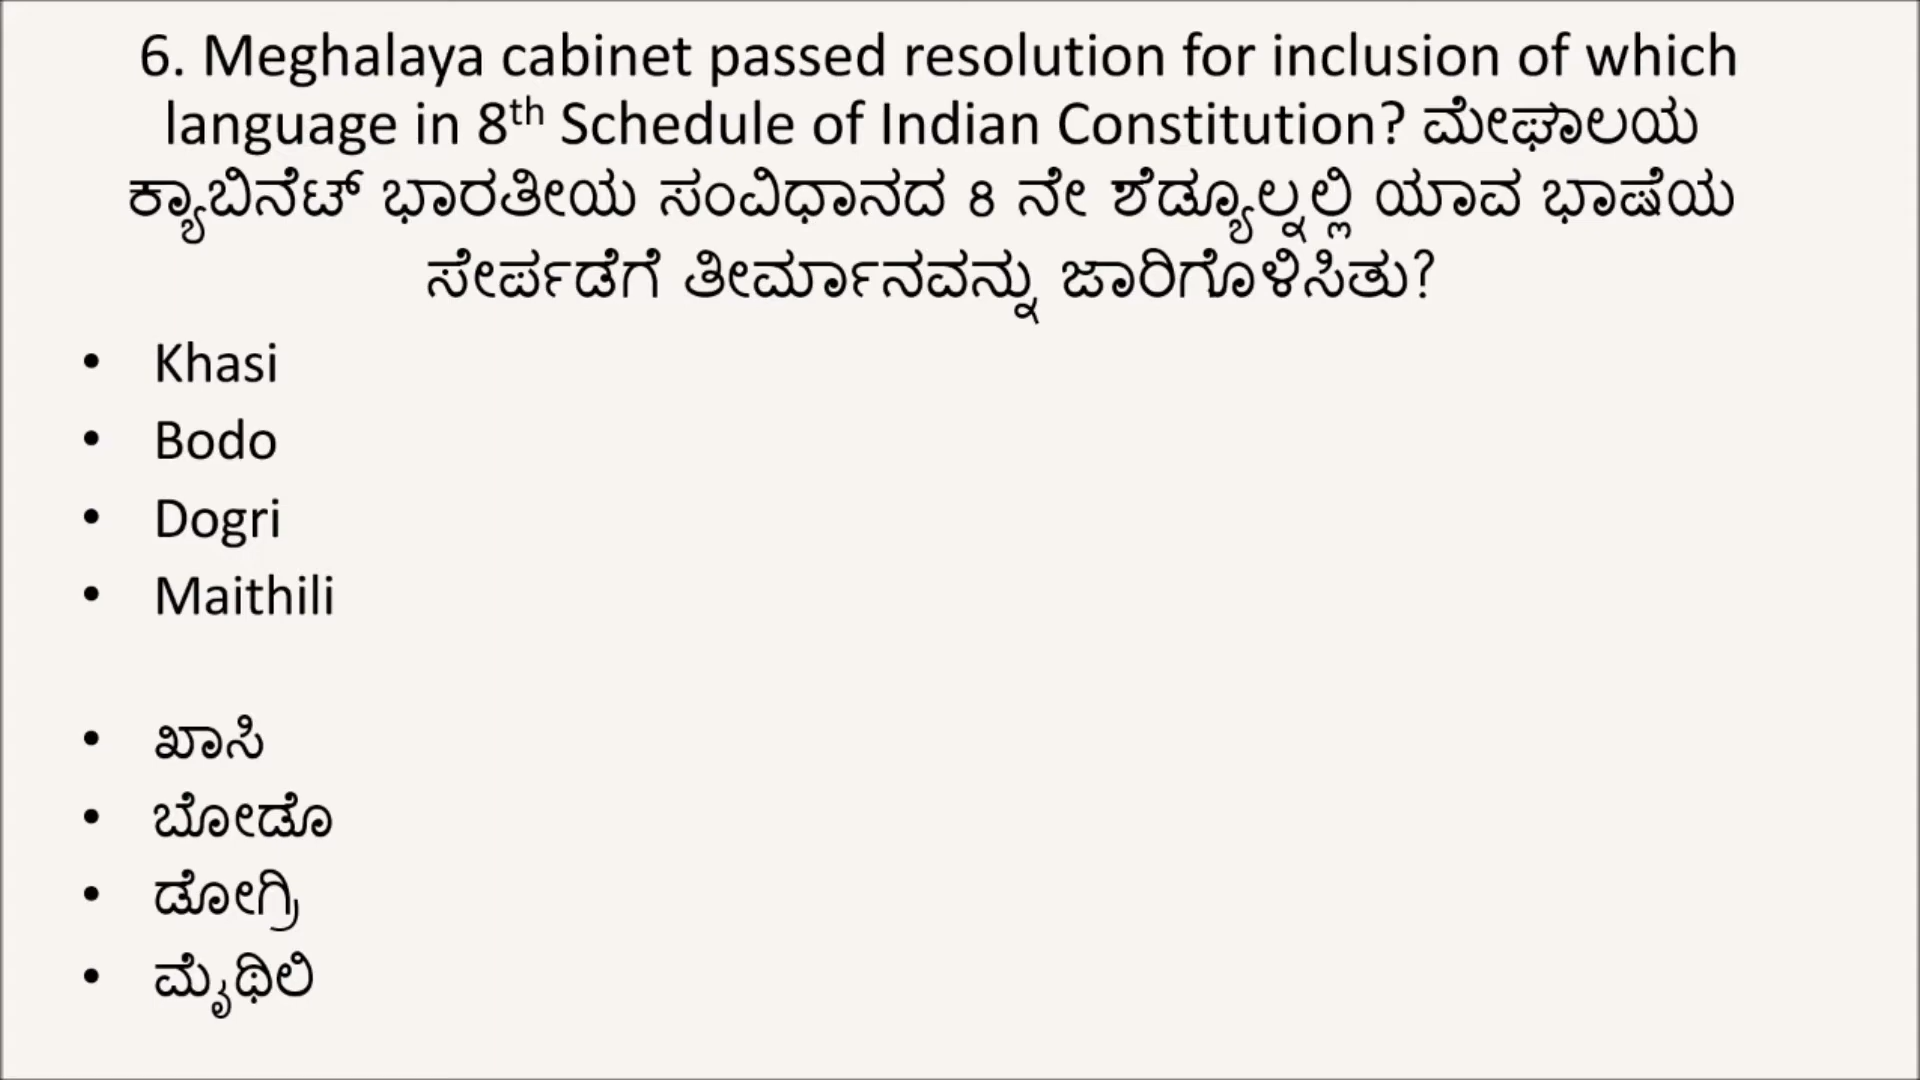 6. Meghalaya cabinet passed resolution for inclusion of which
language in 8th Schedule of Indian Constitution? ಮೇಘಾಲಯ
ಕ್ಯಾಬಿನೆಟ್ ಭಾರತೀಯ ಸಂವಿಧಾನದ 8 ನೇ ಶೆಡ್ಯೂಲ್ನಲ್ಲಿ ಯಾವ ಭಾಷೆಯ
ಸೇರ್ಪಡೆಗೆ ತೀರ್ಮಾನವನ್ನು ಜಾರಿಗೊಳಿಸಿತು?
• Khasi
• Bodo
• Dogri
• Maithili
• ಖಾಸಿ
• ಬೋಡೊ
• ಡೋಗ್ರಿ
• ಮೈಥಿಲಿ